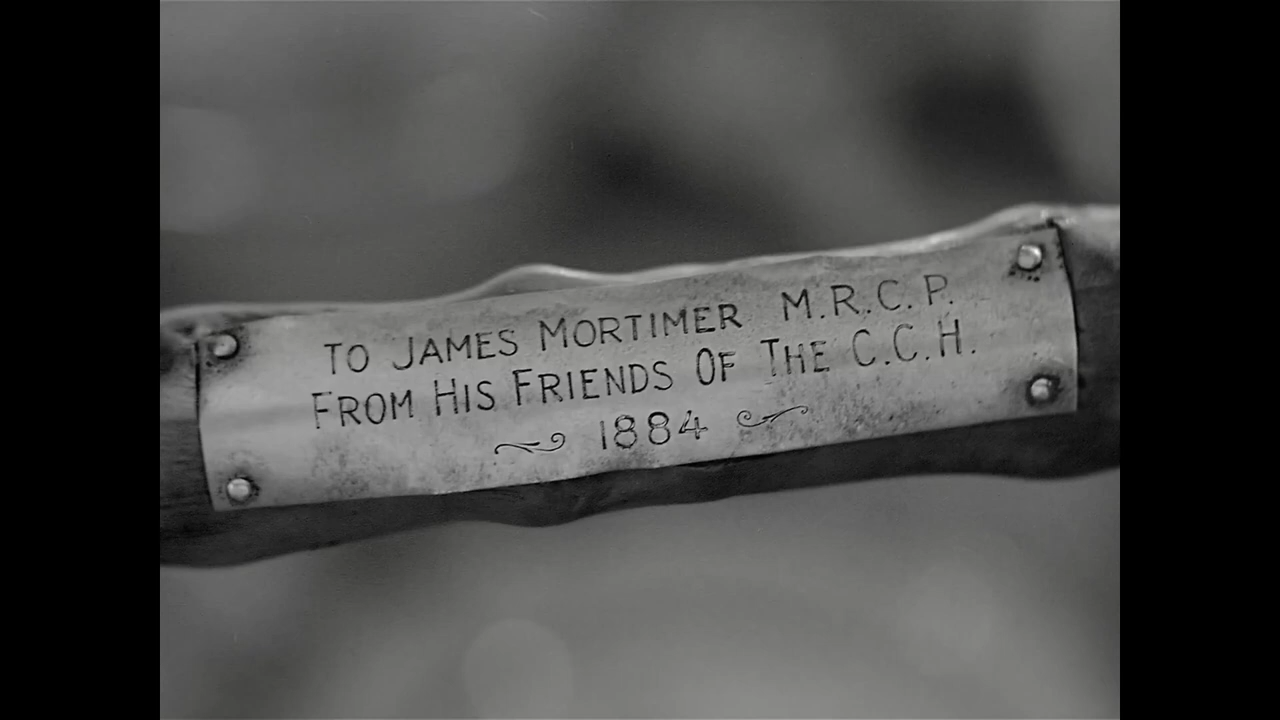 TO JAMES MORTIMER M.R.C.P.
FROM HIS FRIENDS OF THE C.C.H.
1884